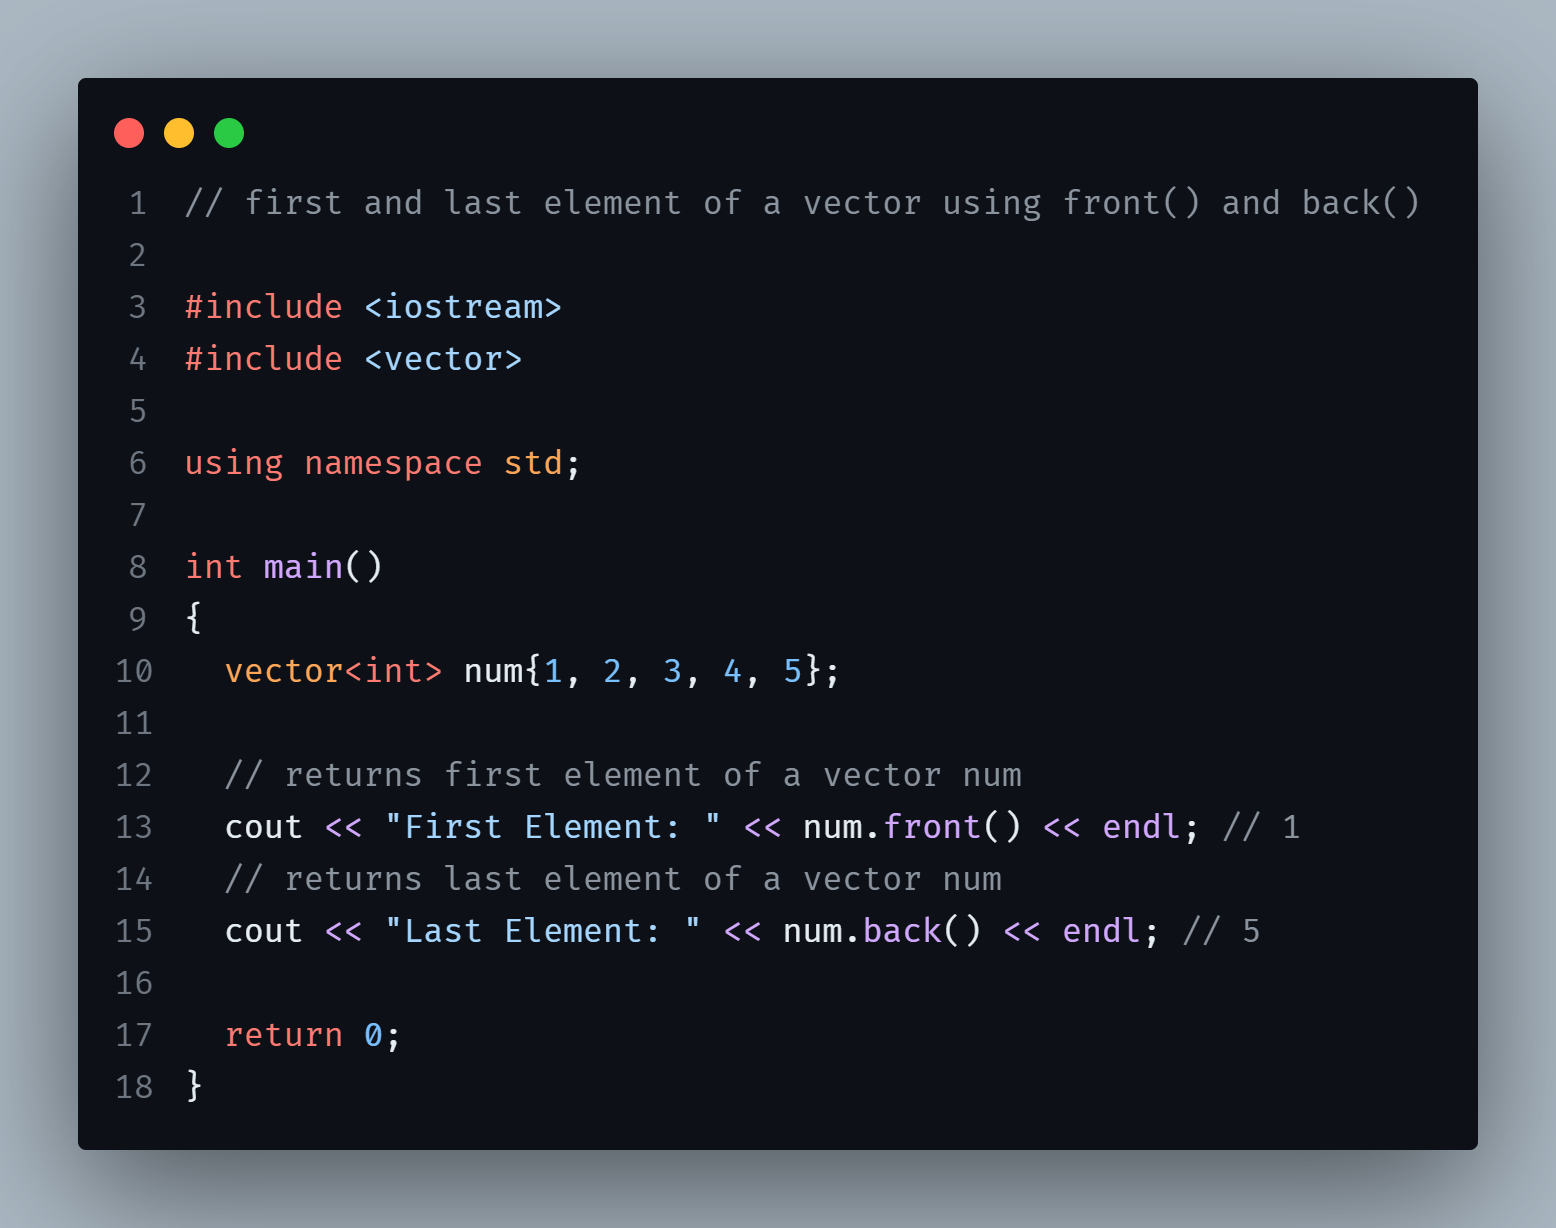 1 // first and last element of a vector using front() and back()
2
3 #include <iostream>
4 #include <vector>
5
6 using namespace std;
7
8 int main()
9 {
10   vector<int> num{1, 2, 3, 4, 5};
11
12   // returns first element of a vector num
13   cout << "First Element: " << num.front() << endl; // 1
14   // returns last element of a vector num
15   cout << "Last Element: " << num.back() << endl; // 5
16
17   return 0;
18 }